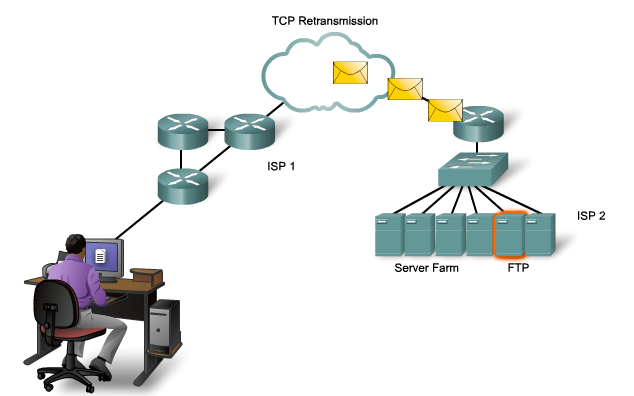 TCP Retransmission
ISP 1
ISP 2
Server Farm
FTP